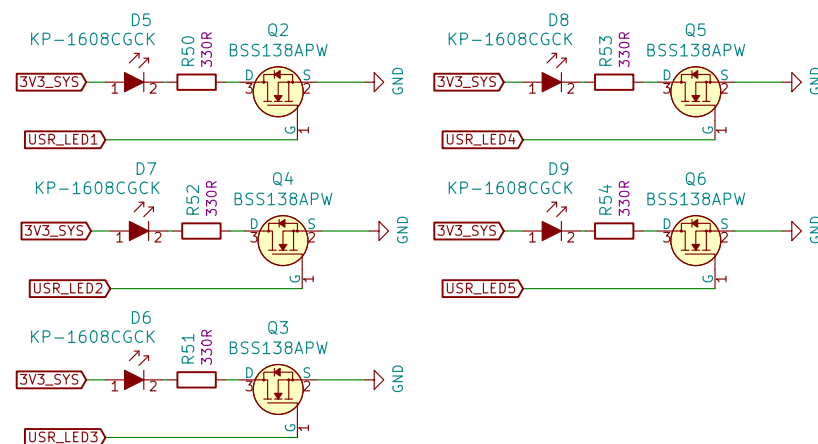 D5
KP-1608CGCK
R50
330R
Q2
BSS138APW
3V3_SYS
1
2
D
3
S
2
GND
G
1
USR_LED1
D8
KP-1608CGCK
R53
330R
Q5
BSS138APW
3V3_SYS
1
2
D
3
S
2
GND
G
1
USR_LED4
D7
KP-1608CGCK
R52
330R
Q4
BSS138APW
3V3_SYS
1
2
D
3
S
2
GND
G
1
USR_LED2
D9
KP-1608CGCK
R54
330R
Q6
BSS138APW
3V3_SYS
1
2
D
3
S
2
GND
G
1
USR_LED5
D6
KP-1608CGCK
R51
330R
Q3
BSS138APW
3V3_SYS
1
2
D
3
S
2
GND
G
1
USR_LED3